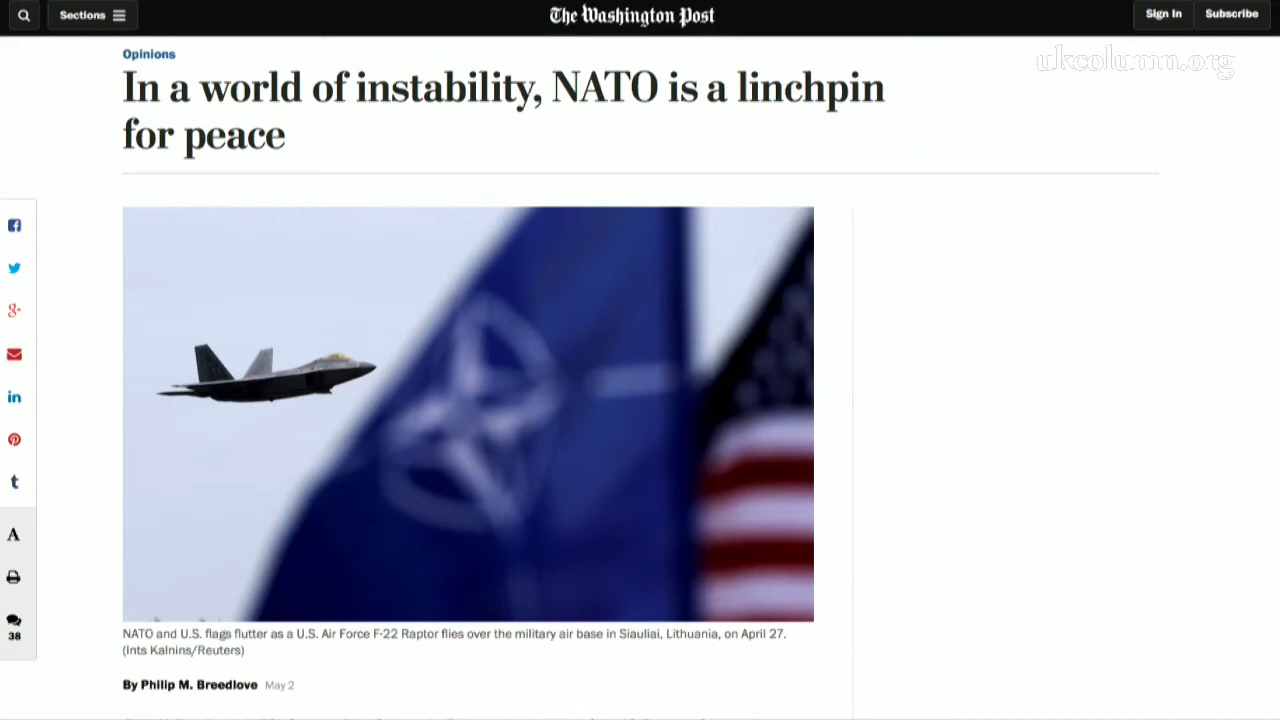 Sections
The Washington Post
Sign In
Subscribe
ukcolumn.org
Opinions
In a world of instability, NATO is a linchpin
for peace
g+
in
t
A
38
NATO and U.S. flags flutter as a U.S. Air Force F-22 Raptor flies over the military air base in Siauliai, Lithuania, on April 27.
(Ints Kalnins/Reuters)
By Philip M. Breedlove May 2